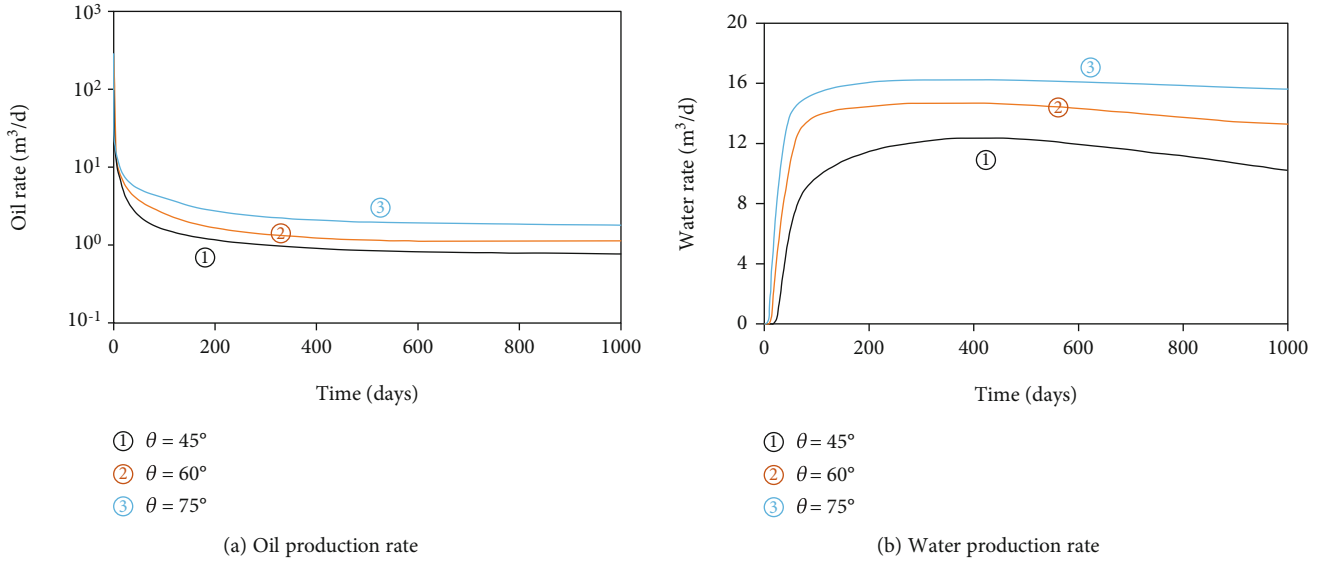 Oil rate (m³/d)
10³
10²
10¹
10⁰
10⁻¹
0
200
400
600
800
1000
Time (days)
①
②
③
① θ = 45°
② θ = 60°
③ θ = 75°
(a) Oil production rate
Water rate (m³/d)
20
16
12
8
4
0
0
200
400
600
800
1000
Time (days)
③
②
①
① θ = 45°
② θ = 60°
③ θ = 75°
(b) Water production rate